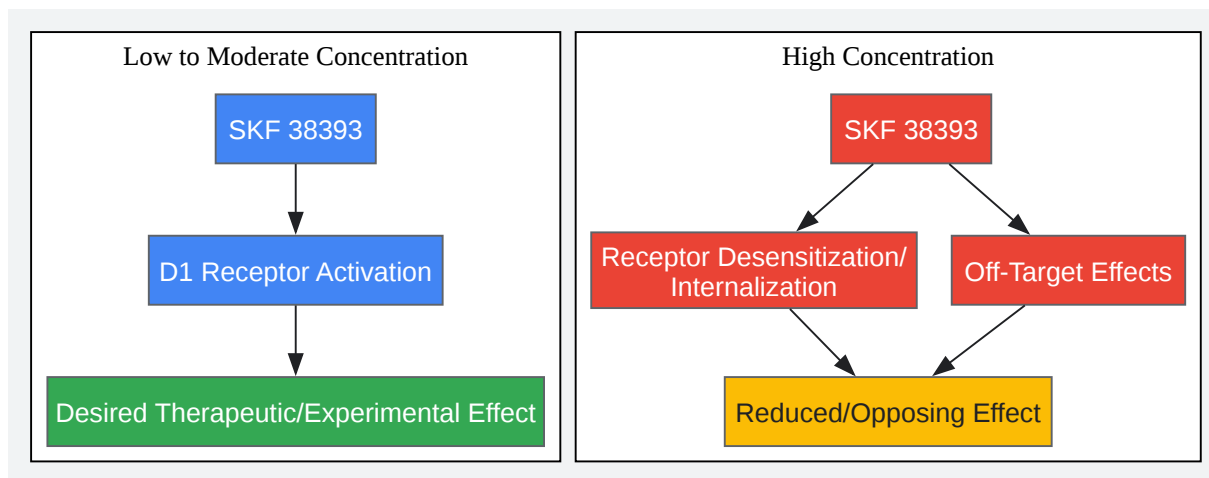 Low to Moderate Concentration
SKF 38393
D1 Receptor Activation
Desired Therapeutic/Experimental Effect
High Concentration
SKF 38393
Receptor Desensitization/
Internalization
Off-Target Effects
Reduced/Opposing Effect